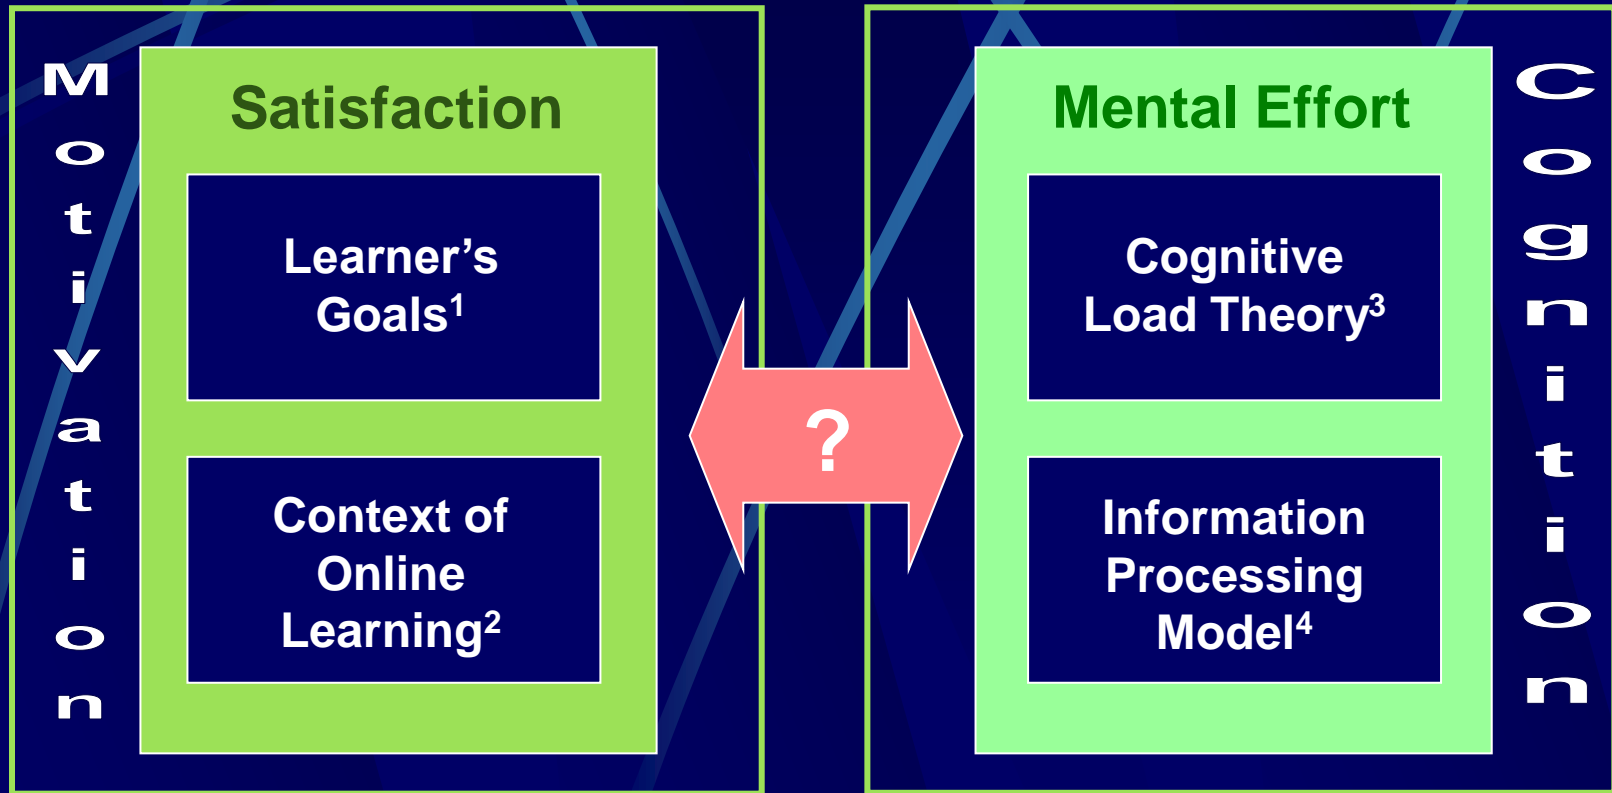 Motivation
Satisfaction
Learner’s
Goals¹
Context of
Online
Learning²
?
Mental Effort
Cognitive
Load Theory³
Information
Processing
Model⁴
Cognition